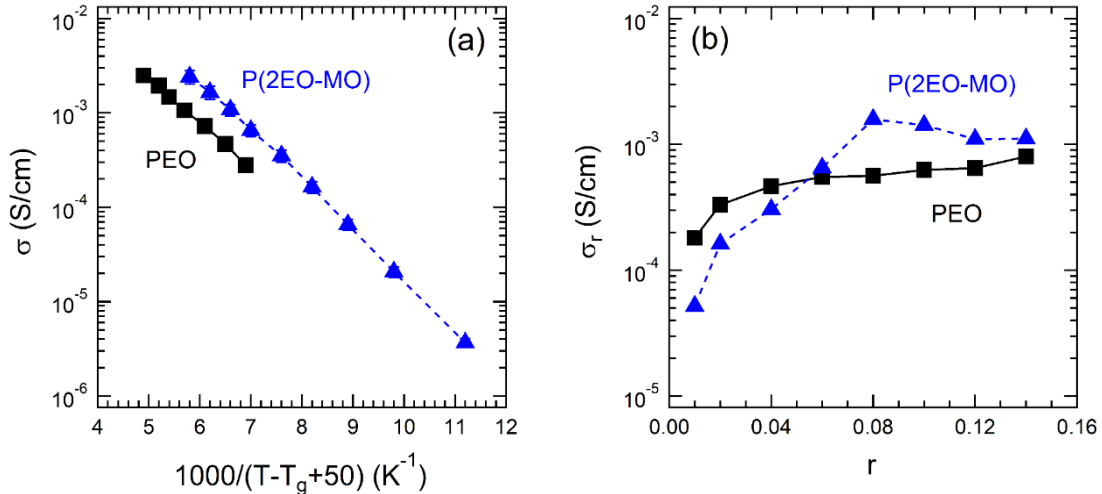 (a)
P(2EO-MO)
PEO
σ (S/cm)
10⁻²
10⁻³
10⁻⁴
10⁻⁵
10⁻⁶
4 5 6 7 8 9 10 11 12
1000/(T-T_g+50) (K⁻¹)
(b)
P(2EO-MO)
PEO
σ_r (S/cm)
10⁻²
10⁻³
10⁻⁴
10⁻⁵
0.00 0.04 0.08 0.12 0.16
r